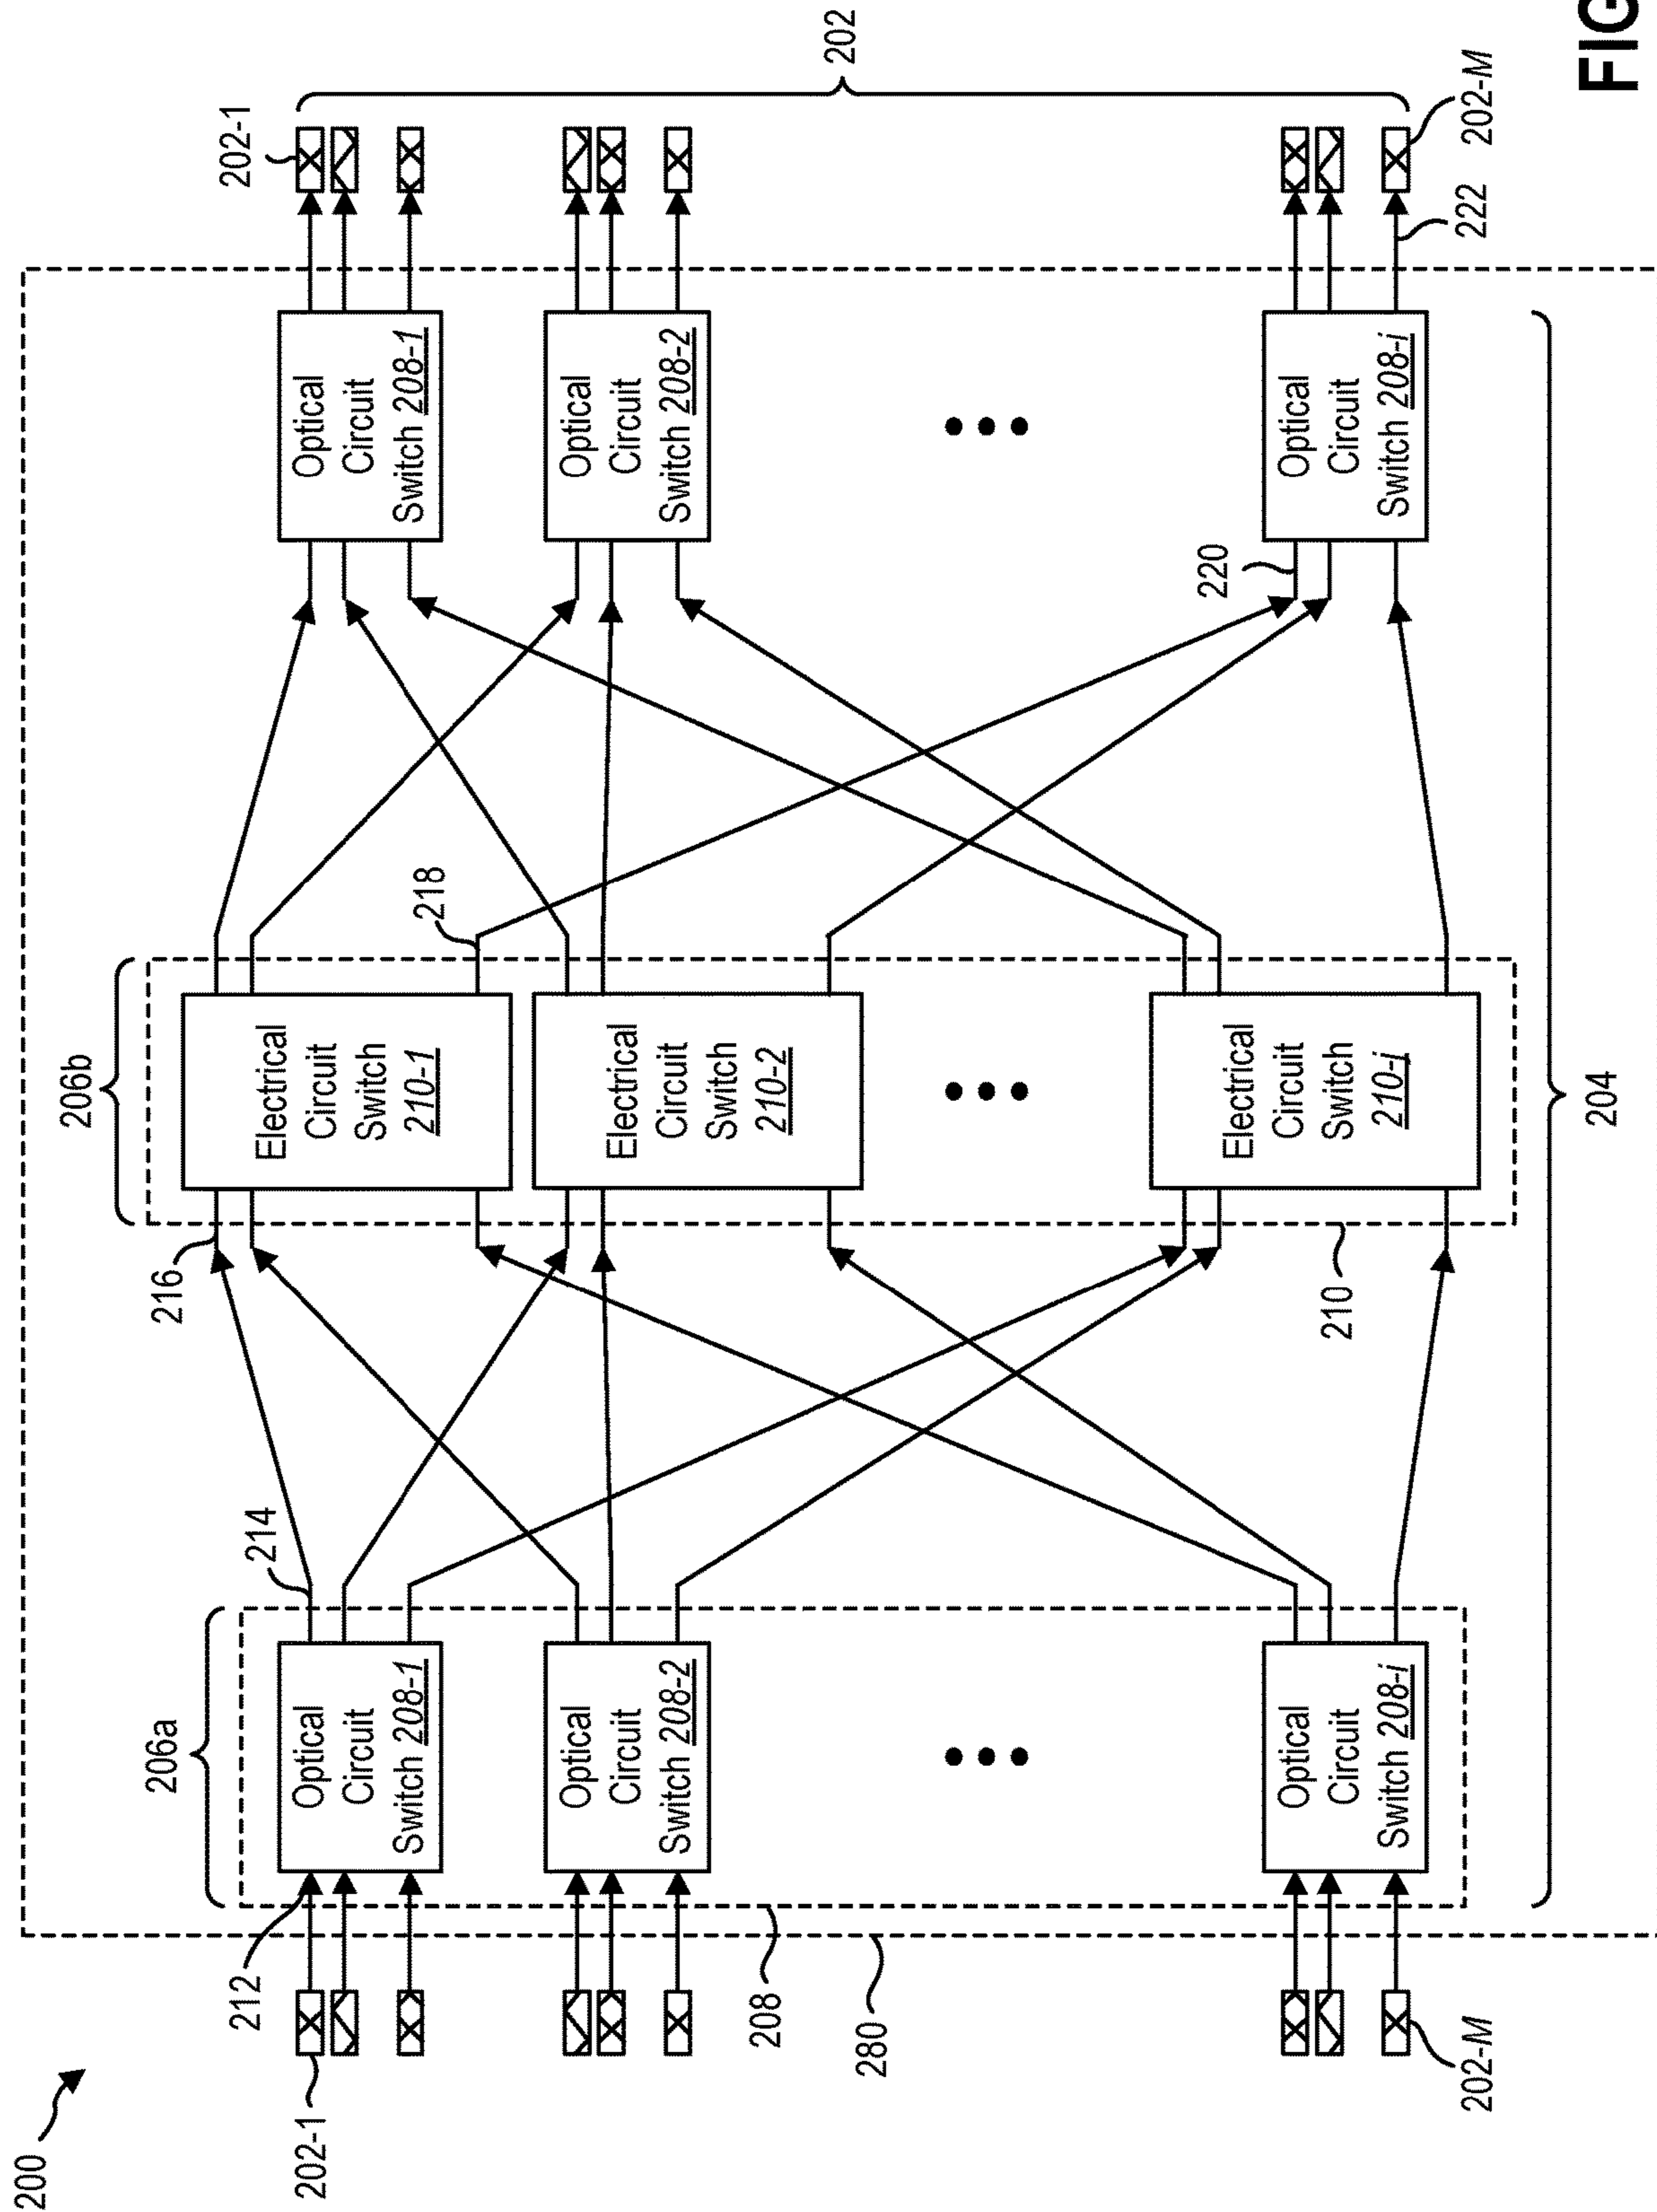 200
202-1
212
208
280
202-M
206a
Optical
Circuit
Switch 208-1
Optical
Circuit
Switch 208-2
Optical
Circuit
Switch 208-i
214
216
206b
Electrical
Circuit
Switch
210-1
Electrical
Circuit
Switch
210-2
Electrical
Circuit
Switch
210-j
210
218
220
Optical
Circuit
Switch 208-1
Optical
Circuit
Switch 208-2
Optical
Circuit
Switch 208-i
204
202-1
202
222
202-M
FIG